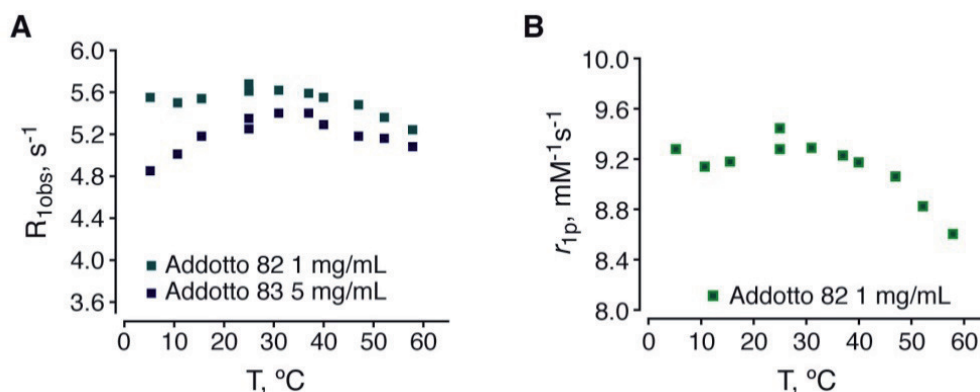 A
6.0
5.6
5.2
4.8
4.4
4.0
3.6
R1obs, s-1
Addotto 82 1 mg/mL
Addotto 83 5 mg/mL
0 10 20 30 40 50 60
T, ºC
B
10.0
9.6
9.2
8.8
8.4
8.0
r1p, mM-1s-1
Addotto 82 1 mg/mL
0 10 20 30 40 50 60
T, ºC